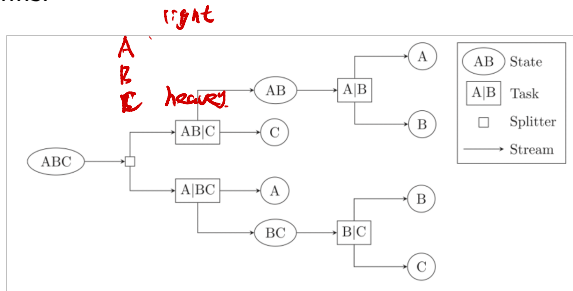 light
A
B
C heavy
AB
A|B
A
B
AB|C
C
ABC
A|BC
A
BC
B|C
B
C
AB State
A|B Task
Splitter
Stream